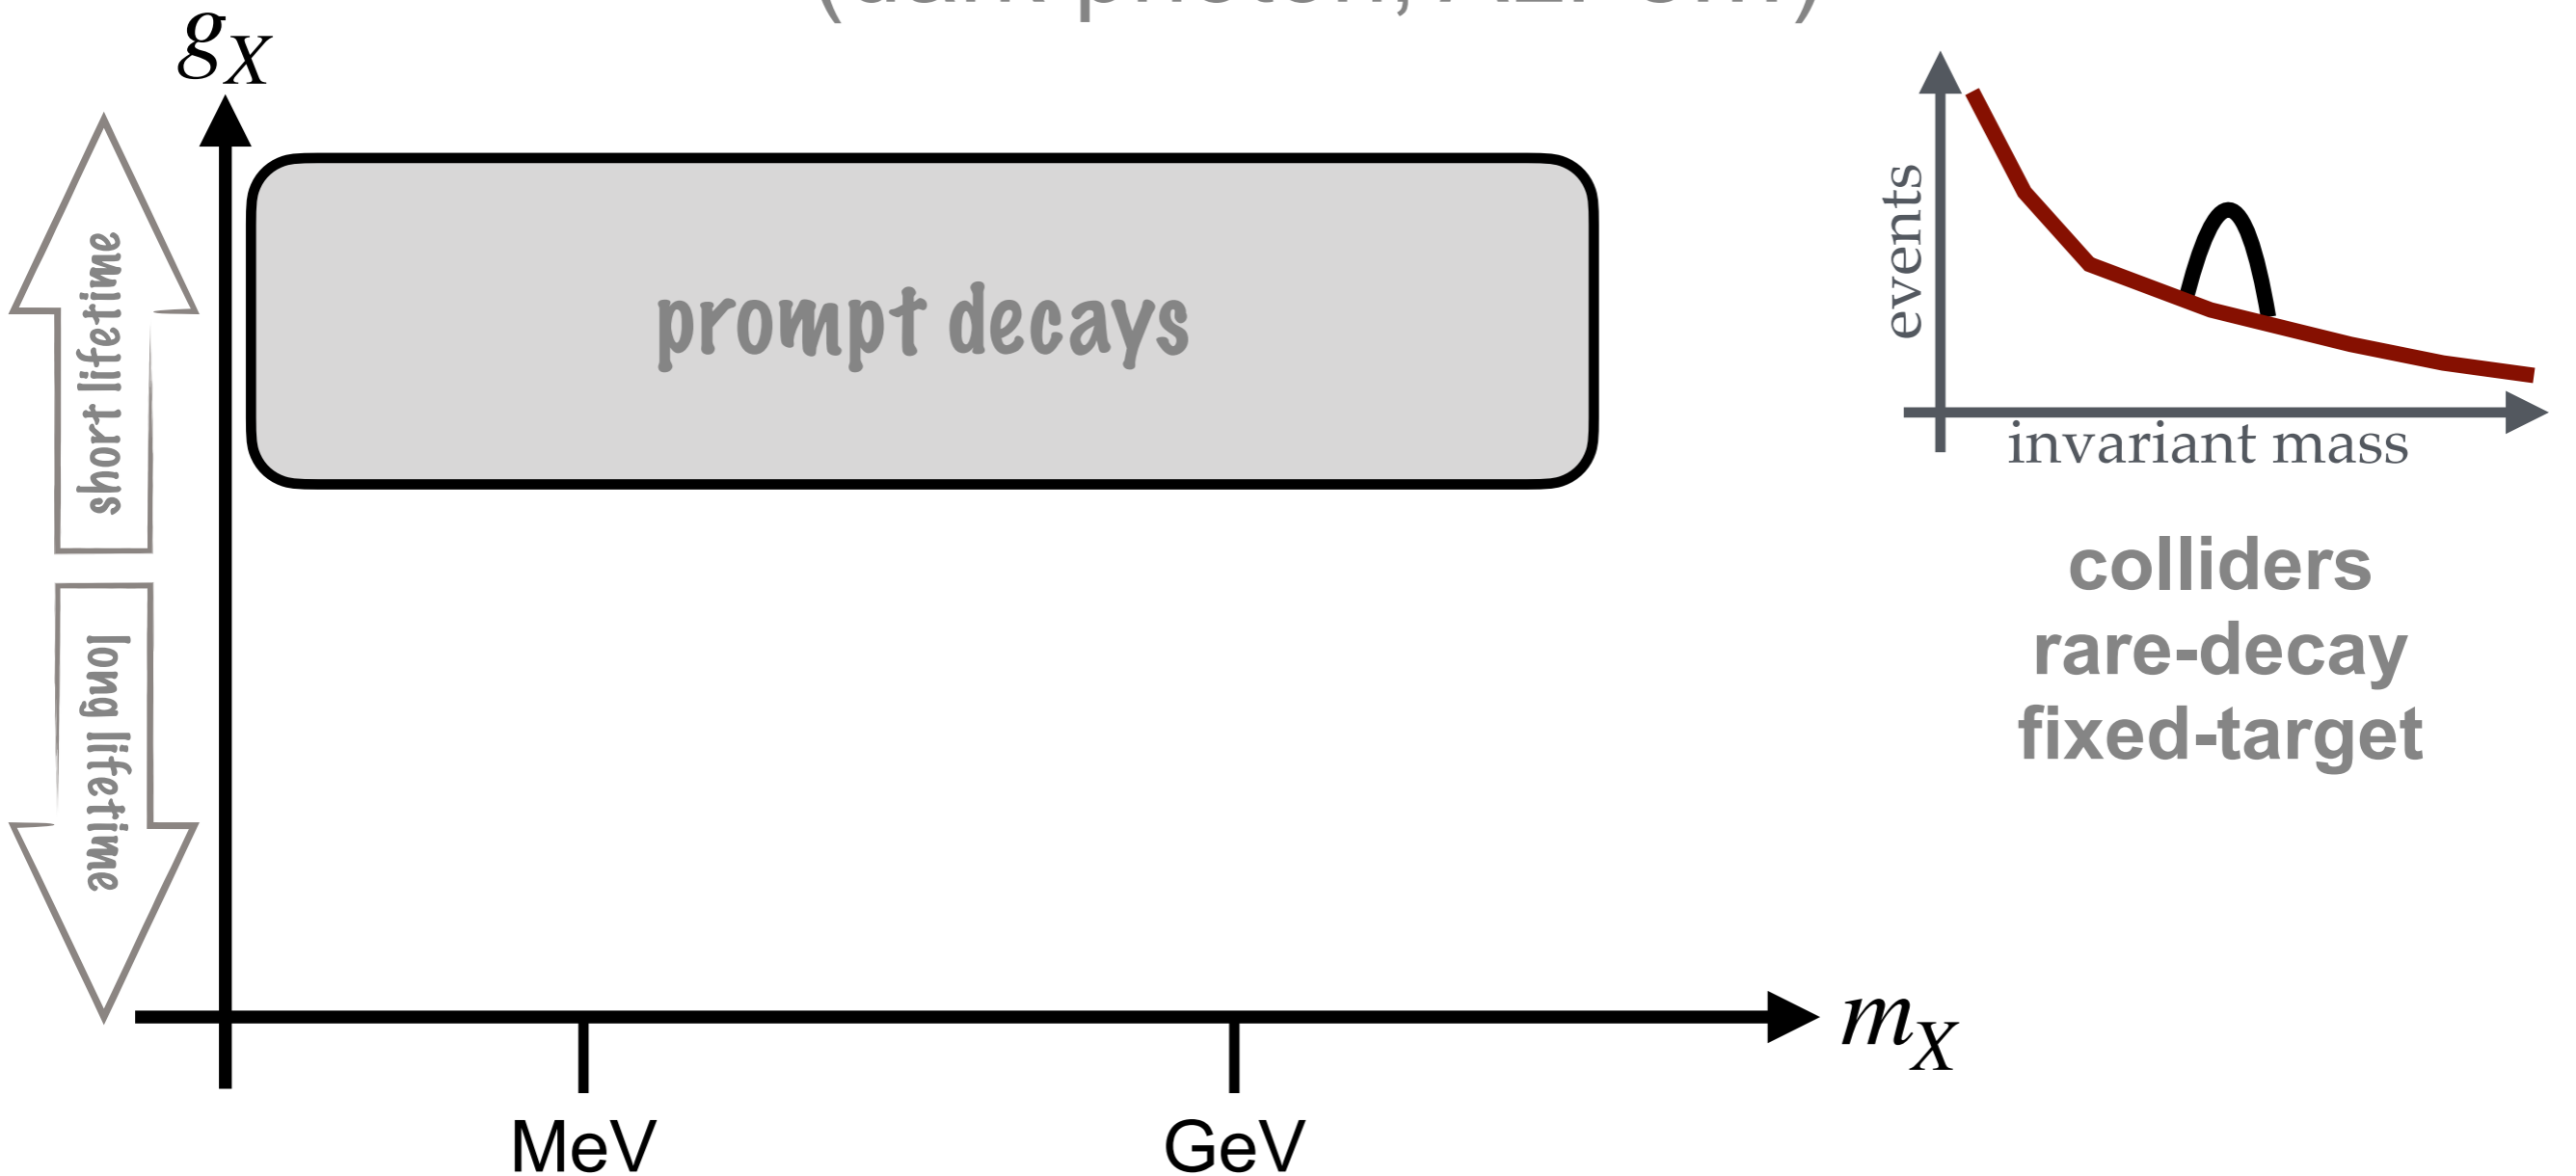 g_X
short lifetime
long lifetime
prompt decays
events
invariant mass
colliders
rare-decay
fixed-target
m_X
MeV
GeV